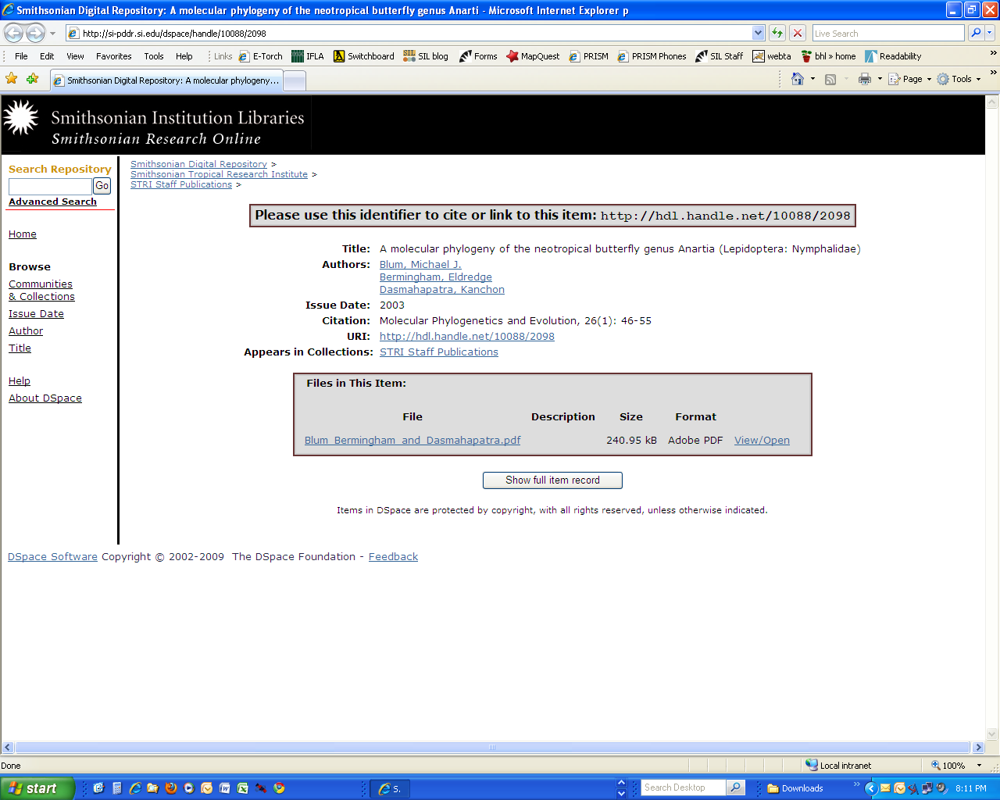 Smithsonian Digital Repository: A molecular phylogeny of the neotropical butterfly genus Anarti - Microsoft Internet Explorer p
http://si-pddr.si.edu/dspace/handle/10088/2098
Live Search
File Edit View Favorites Tools Help Links E-Torch IFLA Switchboard SIL blog Forms MapQuest PRISM PRISM Phones SIL Staff webta bhl » home Readability
Smithsonian Digital Repository: A molecular phylogeny...
Page Tools
Smithsonian Institution Libraries
Smithsonian Research Online
Search Repository
Go
Advanced Search
Home
Browse
Communities
& Collections
Issue Date
Author
Title
Help
About DSpace
Smithsonian Digital Repository >
Smithsonian Tropical Research Institute >
STRI Staff Publications >
Please use this identifier to cite or link to this item: http://hdl.handle.net/10088/2098
Title: A molecular phylogeny of the neotropical butterfly genus Anartia (Lepidoptera: Nymphalidae)
Authors: Blum, Michael J.
Bermingham, Eldredge
Dasmahapatra, Kanchon
Issue Date: 2003
Citation: Molecular Phylogenetics and Evolution, 26(1): 46-55
URI: http://hdl.handle.net/10088/2098
Appears in Collections: STRI Staff Publications
Files in This Item:
File Description Size Format
Blum_Bermingham_and_Dasmahapatra.pdf 240.95 kB Adobe PDF View/Open
Show full item record
Items in DSpace are protected by copyright, with all rights reserved, unless otherwise indicated.
DSpace Software Copyright © 2002-2009 The DSpace Foundation - Feedback
Done
Local intranet
100%
start
S.
Search Desktop
Downloads
8:11 PM